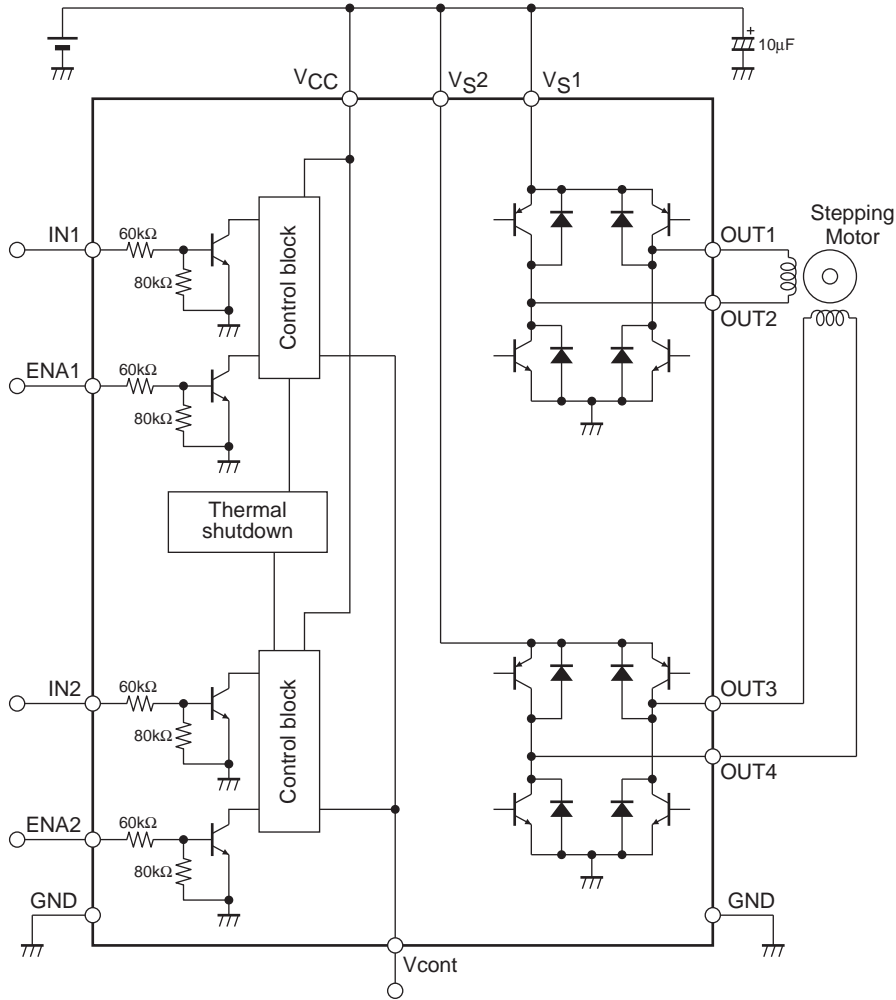 +
10µF
VCC
VS2
VS1
IN1
60kΩ
80kΩ
Control block
OUT1
Stepping
Motor
OUT2
ENA1
60kΩ
80kΩ
Thermal
shutdown
IN2
60kΩ
80kΩ
Control block
OUT3
OUT4
ENA2
60kΩ
80kΩ
GND
GND
Vcont